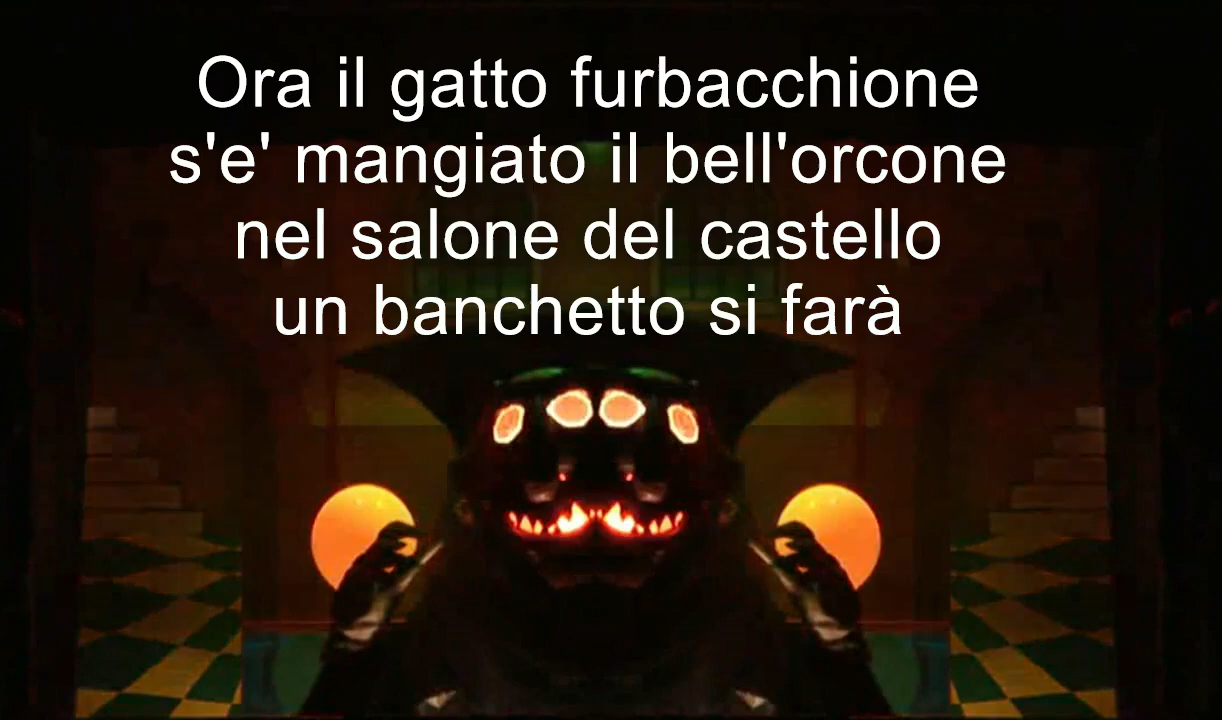 Ora il gatto furbacchione
s'e' mangiato il bell'orcone
nel salone del castello
un banchetto si farà